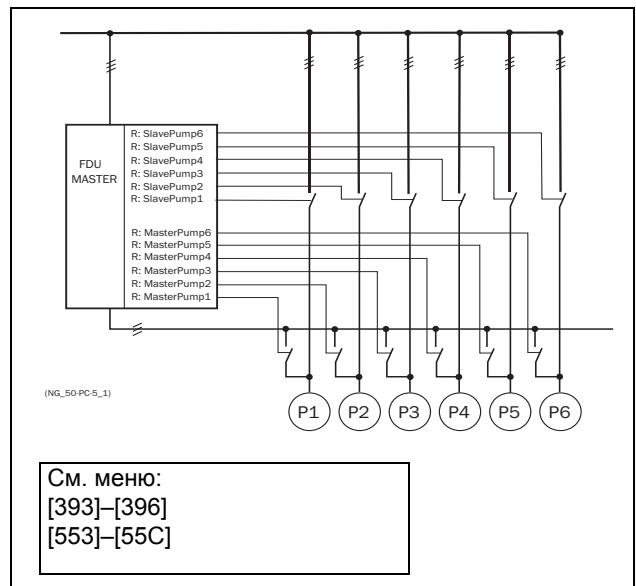 FDU
MASTER
R: SlavePump6
R: SlavePump5
R: SlavePump4
R: SlavePump3
R: SlavePump2
R: SlavePump1
R: MasterPump6
R: MasterPump5
R: MasterPump4
R: MasterPump3
R: MasterPump2
R: MasterPump1
(NG_50-PC-5_1)
P1 P2 P3 P4 P5 P6
См. меню:
[393]–[396]
[553]–[55C]